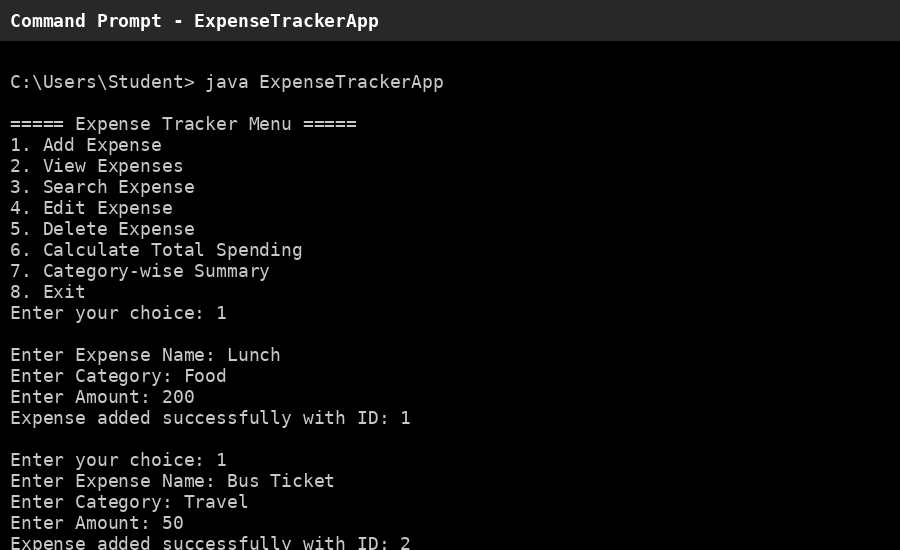 Command Prompt - ExpenseTrackerApp
C:\Users\Student> java ExpenseTrackerApp
===== Expense Tracker Menu =====
1. Add Expense
2. View Expenses
3. Search Expense
4. Edit Expense
5. Delete Expense
6. Calculate Total Spending
7. Category-wise Summary
8. Exit
Enter your choice: 1
Enter Expense Name: Lunch
Enter Category: Food
Enter Amount: 200
Expense added successfully with ID: 1
Enter your choice: 1
Enter Expense Name: Bus Ticket
Enter Category: Travel
Enter Amount: 50
Expense added successfully with ID: 2